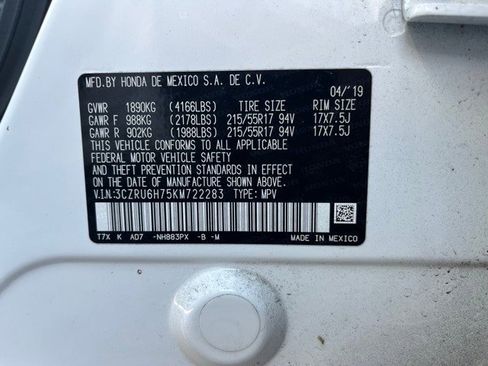 MFD.BY HONDA DE MEXICO S.A. DE C.V.
04/'19
GVWR 1890KG (4166LBS) TIRE SIZE RIM SIZE
GAWR F 988KG (2178LBS) 215/55R17 94V 17X7.5J
GAWR R 902KG (1988LBS) 215/55R17 94V 17X7.5J
THIS VEHICLE CONFORMS TO ALL APPLICABLE
FEDERAL MOTOR VEHICLE SAFETY
AND THEFT PREVENTION STANDARDS IN EFFECT
ON THE DATE OF MANUFACTURE SHOWN ABOVE.
V.I.N:3CZRU6H75KM722283 TYPE: MPV
T7X K AD7 -NH883PX -B -M
MADE IN MEXICO